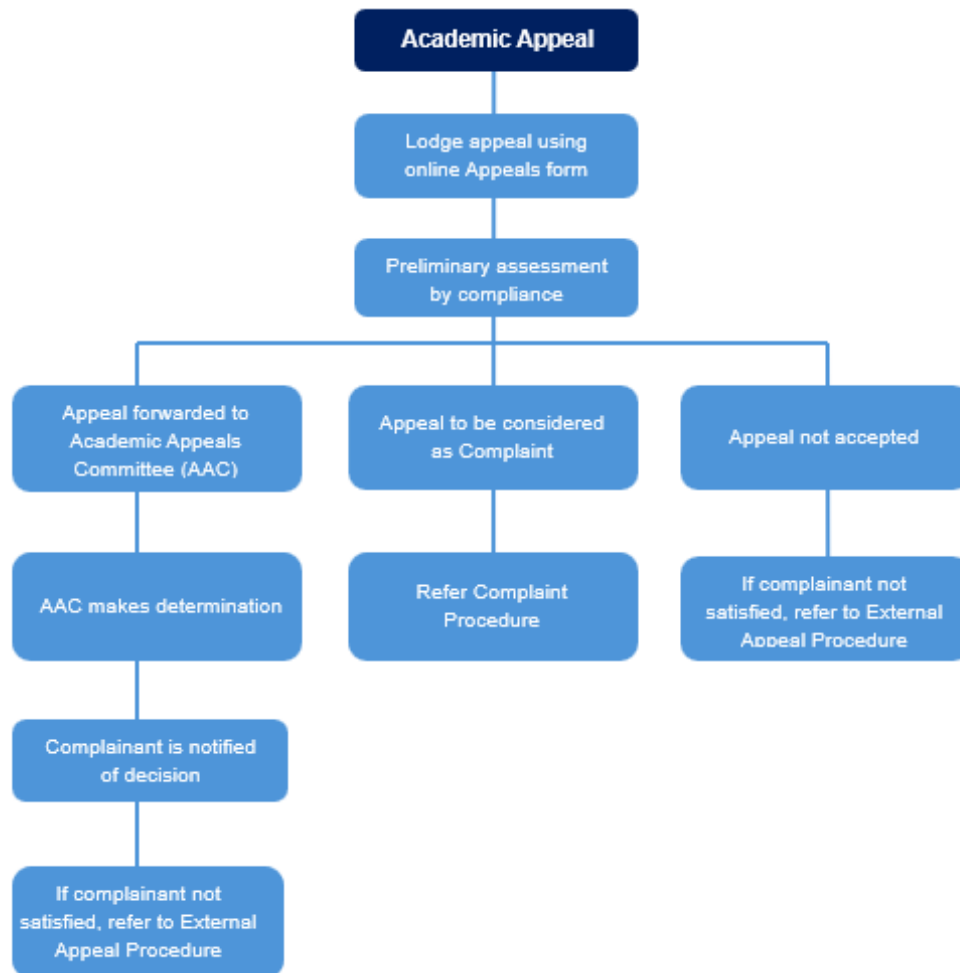 Academic Appeal
Lodge appeal using
online Appeals form
Preliminary assessment
by compliance
Appeal forwarded to
Academic Appeals
Committee (AAC)
Appeal to be considered
as Complaint
Appeal not accepted
AAC makes determination
Refer Complaint
Procedure
If complainant not
satisfied, refer to External
Appeal Procedure
Complainant is notified
of decision
If complainant not
satisfied, refer to External
Appeal Procedure